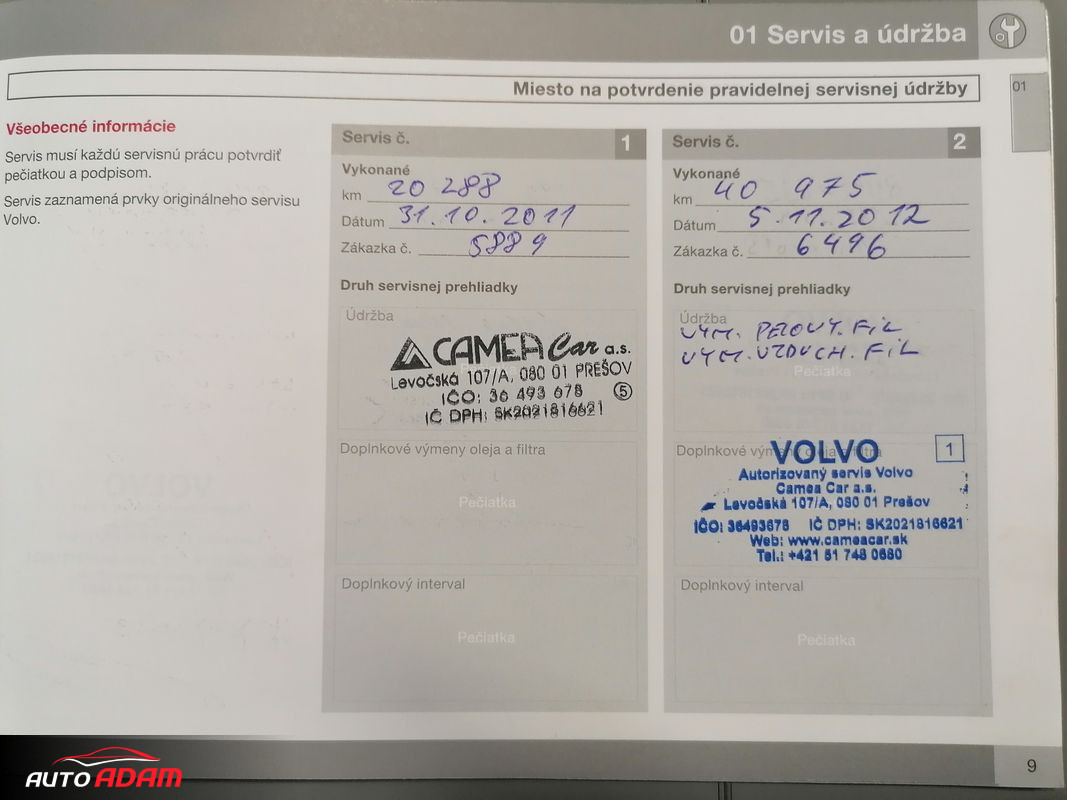 01 Servis a údržba
Miesto na potvrdenie pravidelnej servisnej údržby
01
Všeobecné informácie
Servis musí každú servisnú prácu potvrdiť
pečiatkou a podpisom.
Servis zaznamená prvky originálneho servisu
Volvo.
Servis č. 1
Vykonané
km 20 288
Dátum 31.10.2011
Zákazka č. 5889
Druh servisnej prehliadky
Údržba
CAMEA Car a.s.
Levočská 107/A, 080 01 PREŠOV
IČO: 36 493 678 5
IČ DPH: SK2021816621
Doplnkové výmeny oleja a filtra
Pečiatka
Doplnkový interval
Pečiatka
Servis č. 2
Vykonané
km 40 975
Dátum 5.11.2012
Zákazka č. 6496
Druh servisnej prehliadky
Údržba
VYM. PEĽOVY. FIL
VYM. VZDUCH. FIL
Pečiatka
Doplnkové výmeny oleja a filtra
VOLVO 1
Autorizovaný servis Volvo
Camea Car a.s.
Levočská 107/A, 080 01 Prešov
IČO: 36493678 IČ DPH: SK2021816621
Web: www.cameacar.sk
Tel.: +421 51 748 0680
Doplnkový interval
Pečiatka
AUTO ADAM
9